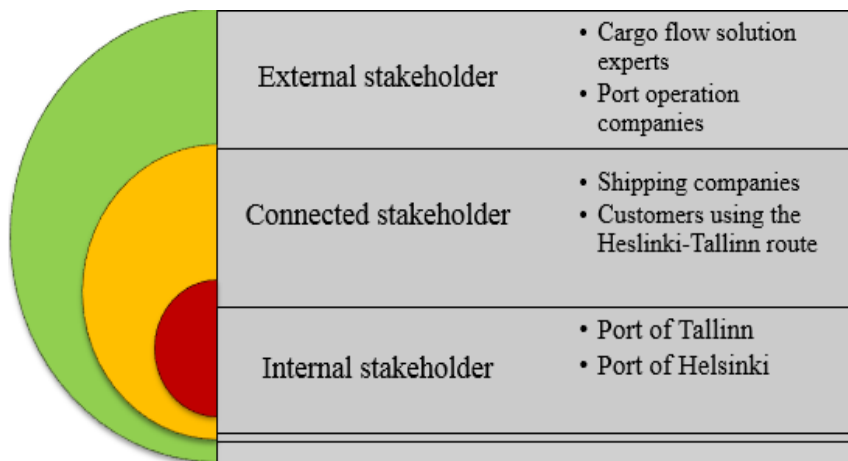 External stakeholder
• Cargo flow solution
experts
• Port operation
companies
Connected stakeholder
• Shipping companies
• Customers using the
Heslinki-Tallinn route
Internal stakeholder
• Port of Tallinn
• Port of Helsinki